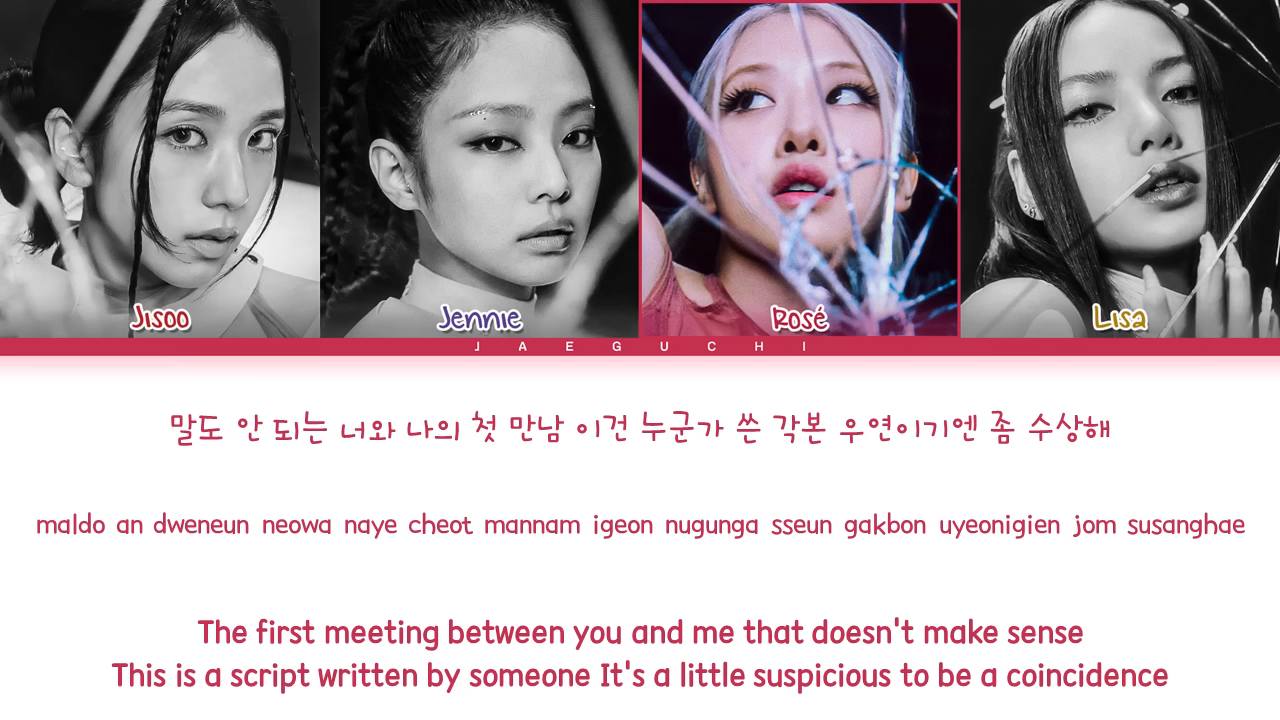 Jisoo
Jennie
Rosé
Lisa
JAEGUCHI
말도 안 되는 너와 나의 첫 만남 이건 누군가 쓴 각본 우연이기엔 좀 수상해
maldo an dweneun neowa naye cheot mannam igeon nugunga sseun gakbon uyeonigien jom susanghae
The first meeting between you and me that doesn't make sense
This is a script written by someone It's a little suspicious to be a coincidence